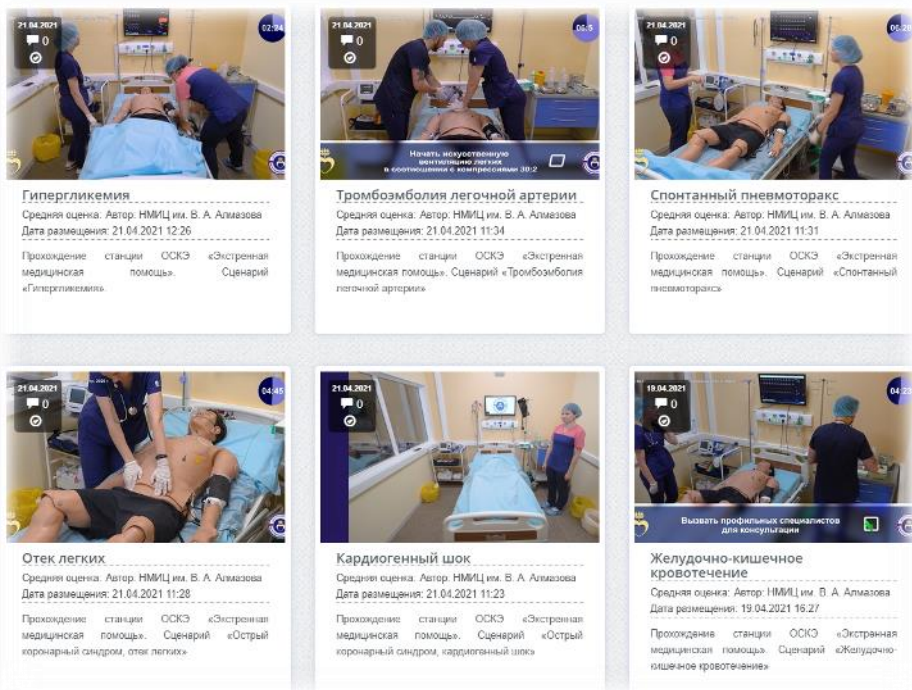 21.04.2021
0
02:24
Гипергликемия
Средняя оценка: Автор: НМИЦ им. В. А. Алмазова
Дата размещения: 21.04.2021 12:26
Прохождение станции ОСКЭ «Экстренная
медицинская помощь». Сценарий
«Гипергликемия»
21.04.2021
0
Начать искусственную
вентиляцию легких
в соотношении с компрессиями 30:2
Тромбоэмболия легочной артерии
Средняя оценка: Автор: НМИЦ им. В. А. Алмазова
Дата размещения: 21.04.2021 11:34
Прохождение станции ОСКЭ «Экстренная
медицинская помощь». Сценарий «Тромбоэмболия
легочной артерии»
21.04.2021
0
Спонтанный пневмоторакс
Средняя оценка: Автор: НМИЦ им. В. А. Алмазова
Дата размещения: 21.04.2021 11:31
Прохождение станции ОСКЭ «Экстренная
медицинская помощь». Сценарий «Спонтанный
пневмоторакс»
21.04.2021
0
04:45
Отек легких
Средняя оценка: Автор: НМИЦ им. В. А. Алмазова
Дата размещения: 21.04.2021 11:28
Прохождение станции ОСКЭ «Экстренная
медицинская помощь». Сценарий «Острый
коронарный синдром, отек легких»
21.04.2021
0
Кардиогенный шок
Средняя оценка: Автор: НМИЦ им. В. А. Алмазова
Дата размещения: 21.04.2021 11:23
Прохождение станции ОСКЭ «Экстренная
медицинская помощь». Сценарий «Острый
коронарный синдром, кардиогенный шок»
19.04.2021
0
Вызвать профильных специалистов
для консультации
Желудочно-кишечное
кровотечение
Средняя оценка: Автор: НМИЦ им. В. А. Алмазова
Дата размещения: 19.04.2021 16:27
Прохождение станции ОСКЭ «Экстренная
медицинская помощь». Сценарий «Желудочно-
кишечное кровотечение»